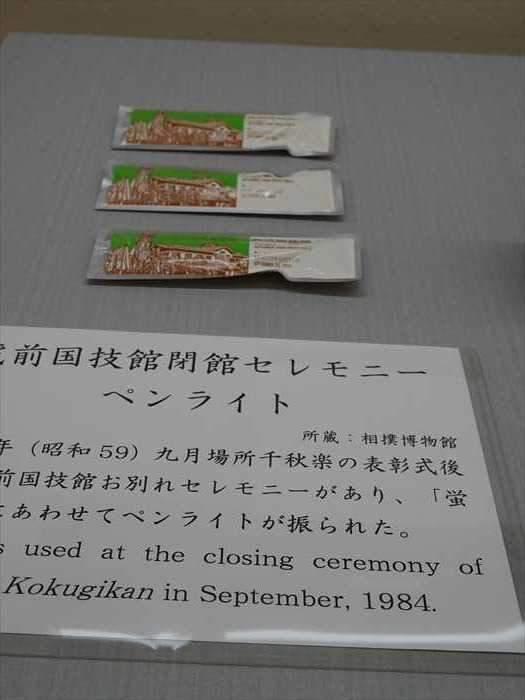 前国技館閉館セレモニー
ペンライト
所蔵：相撲博物館
年（昭和59）九月場所千秋楽の表彰式後
前国技館お別れセレモニーがあり、「蛍
にあわせてペンライトが振られた。
s used at the closing ceremony of
Kokugikan in September, 1984.